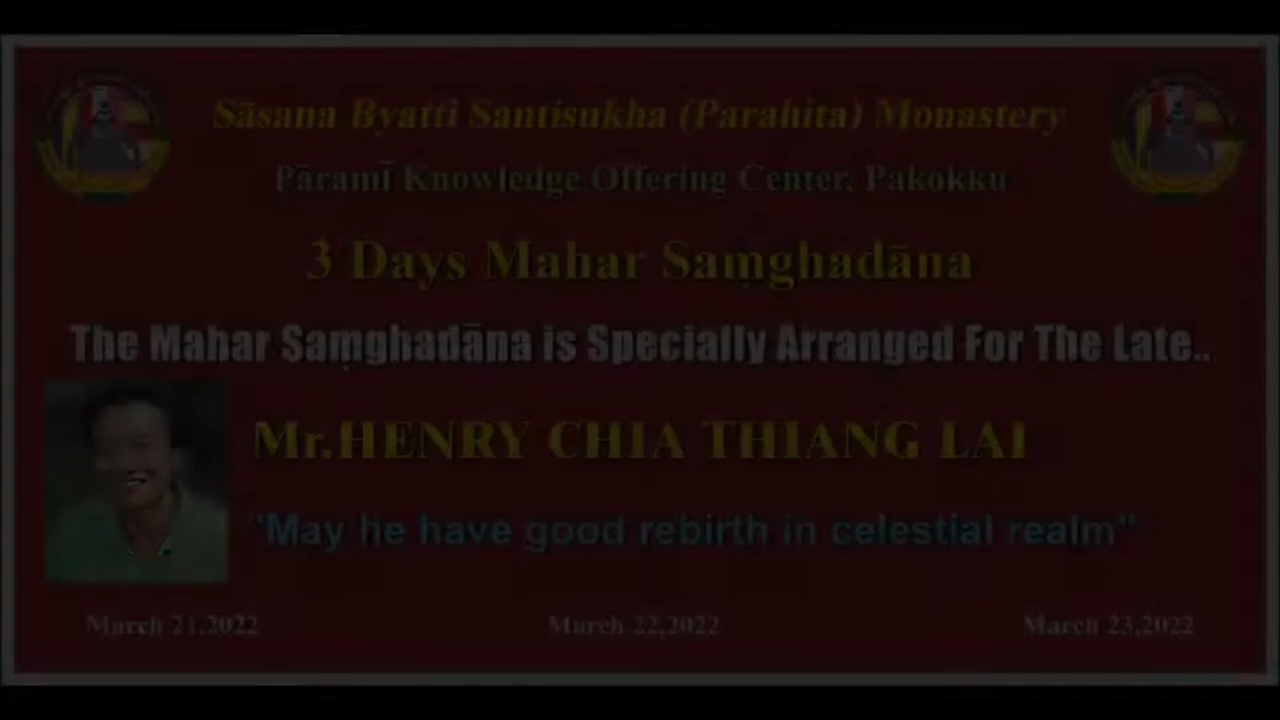 Sāsana Byatti Santisukha (Parahita) Monastery
Pāramī Knowledge Offering Center, Pakokku
3 Days Mahar Saṃghadāna
The Mahar Saṃghadāna is Specially Arranged For The Late..
Mr.HENRY CHIA THIANG LAI
"May he have good rebirth in celestial realm"
March 21,2022 March 22,2022 March 23,2022